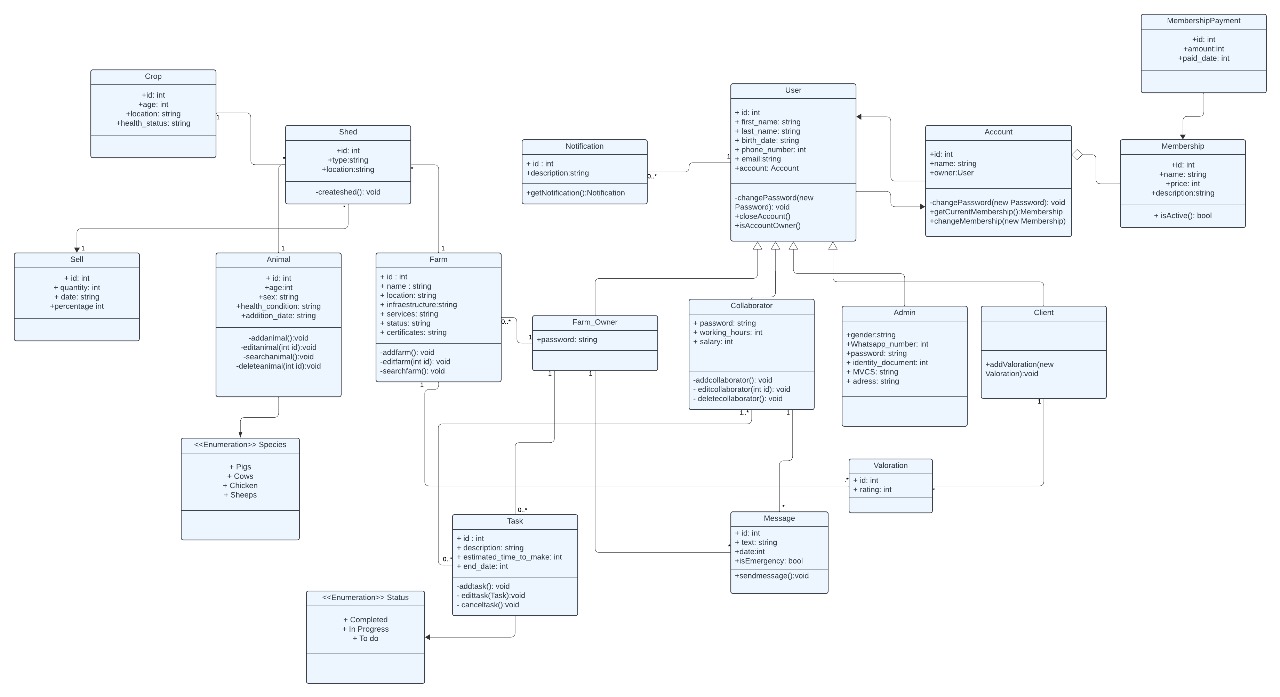 MembershipPayment
+id: int
+amount:int
+paid_date: int
Crop
+id: int
+age: int
+location: string
+health_status: string
1
Shed
+id: int
+type:string
+location:string
-createshed(): void
*
*
*
Notification
+ id : int
+description:string
+getNotification():Notification
0..*
1
User
+ id: int
+ first_name: string
+ last_name: string
+ birth_date: string
+ phone_number: int
+ email:string
+account: Account
-changePassword(new
Password): void
+closeAccount()
+isAccountOwner()
Account
+id: int
+name: string
+owner:User
-changePassword(new Password): void
+getCurrentMembership():Membership
+changeMembership(new Membership)
Membership
+id: int
+name: string
+price: int
+description:string
+ isActive(): bool
1
Sell
+ id: int
+ quantity: int
+ date: string
+percentage:int
1
Animal
+ id: int
+age:int
+sex: string
+health_condition: string
+addition_date: string
-addanimal():void
-editanimal(int id):void
-searchanimal():void
-deleteanimal(int id):void
1
Farm
+ id : int
+ name : string
+ location: string
+ infraestructure:string
+ services: string
+ status: string
+ certificates: string
-addfarm(): void
-editfarm(int id): void
-searchfarm(): void
0..*
1
1
Farm_Owner
+password: string
1
1
Collaborator
+ password: string
+ working_hours: int
+ salary: int
-addcollaborator(): void
- editcollaborator(int id): void
- deletecollaborator(): void
1..*
1
Admin
+gender:string
+Whatsapo_number: int
+password: string
+ identity_document: int
+ MVCS: string
+ adress: string
Client
+addValoration(new
Valoration):void
1
<<Enumeration>> Species
+ Pigs
+ Cows
+ Chicken
+ Sheeps
Valoration
+ id: int
+ rating: int
*
*
0..*
Task
+ id : int
+ description: string
+ estimated_time_to_make: int
+ end_date: int
-addtask(): void
- edittask(Task):void
- canceltask():void
0..*
*
Message
+ id: int
+ text: string
+date:int
+isEmergency: bool
+sendmessage():void
*
<<Enumeration>> Status
+ Completed
+ In Progress
+ To do